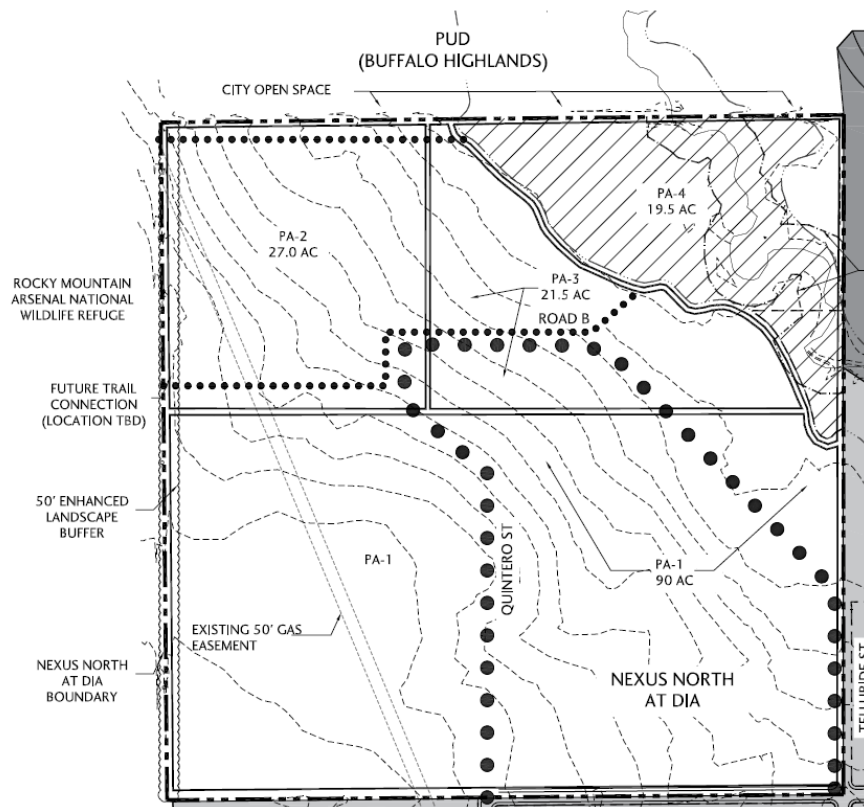 PUD
(BUFFALO HIGHLANDS)
CITY OPEN SPACE
PA-4
19.5 AC
PA-2
27.0 AC
PA-3
21.5 AC
ROAD B
ROCKY MOUNTAIN
ARSENAL NATIONAL
WILDLIFE REFUGE
FUTURE TRAIL
CONNECTION
(LOCATION TBD)
50' ENHANCED
LANDSCAPE
BUFFER
PA-1
QUINTERO ST
PA-1
90 AC
EXISTING 50' GAS
EASEMENT
NEXUS NORTH
AT DIA
BOUNDARY
NEXUS NORTH
AT DIA
TELLURIDE ST